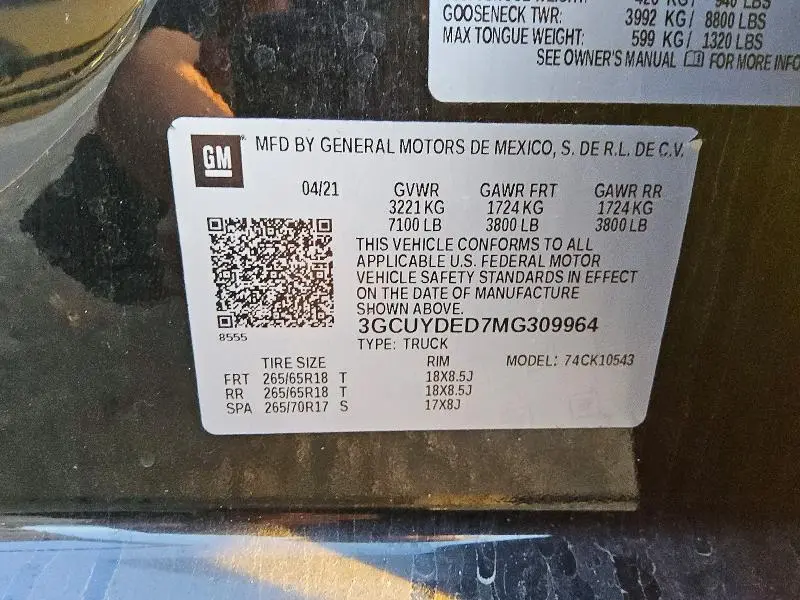 420 KG/ 940 LBS
GOOSENECK TWR: 3992 KG/ 8800 LBS
MAX TONGUE WEIGHT: 599 KG/ 1320 LBS
SEE OWNER'S MANUAL FOR MORE INFO
GM MFD BY GENERAL MOTORS DE MEXICO, S. DE R.L. DE C.V.
04/21 GVWR GAWR FRT GAWR RR
3221 KG 1724 KG 1724 KG
7100 LB 3800 LB 3800 LB
THIS VEHICLE CONFORMS TO ALL
APPLICABLE U.S. FEDERAL MOTOR
VEHICLE SAFETY STANDARDS IN EFFECT
ON THE DATE OF MANUFACTURE
SHOWN ABOVE.
3GCUYDED7MG309964
8555
TYPE: TRUCK
TIRE SIZE RIM MODEL: 74CK10543
FRT 265/65R18 T 18X8.5J
RR 265/65R18 T 18X8.5J
SPA 265/70R17 S 17X8J